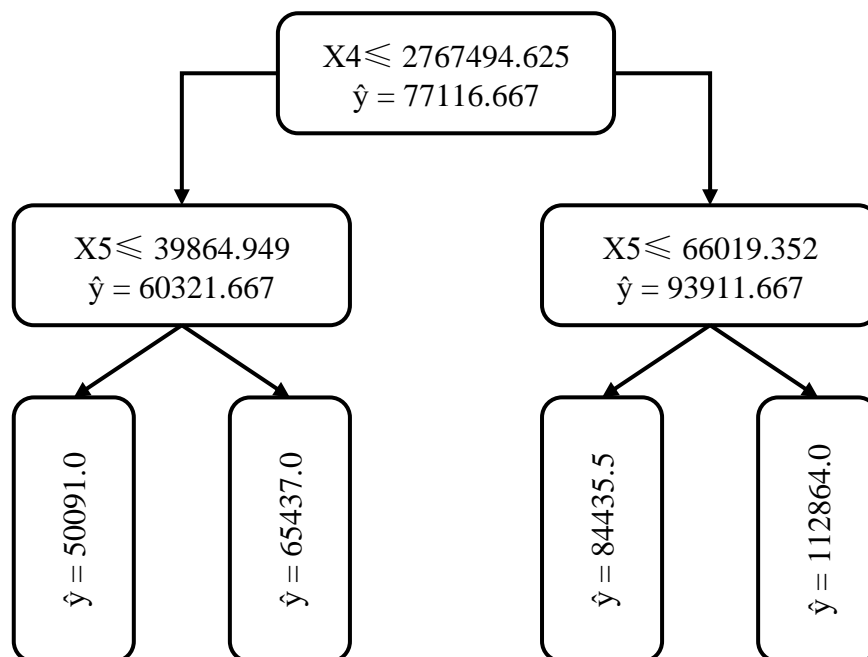 X4≤ 2767494.625
ŷ = 77116.667
X5≤ 39864.949
ŷ = 60321.667
X5≤ 66019.352
ŷ = 93911.667
ŷ = 50091.0
ŷ = 65437.0
ŷ = 84435.5
ŷ = 112864.0